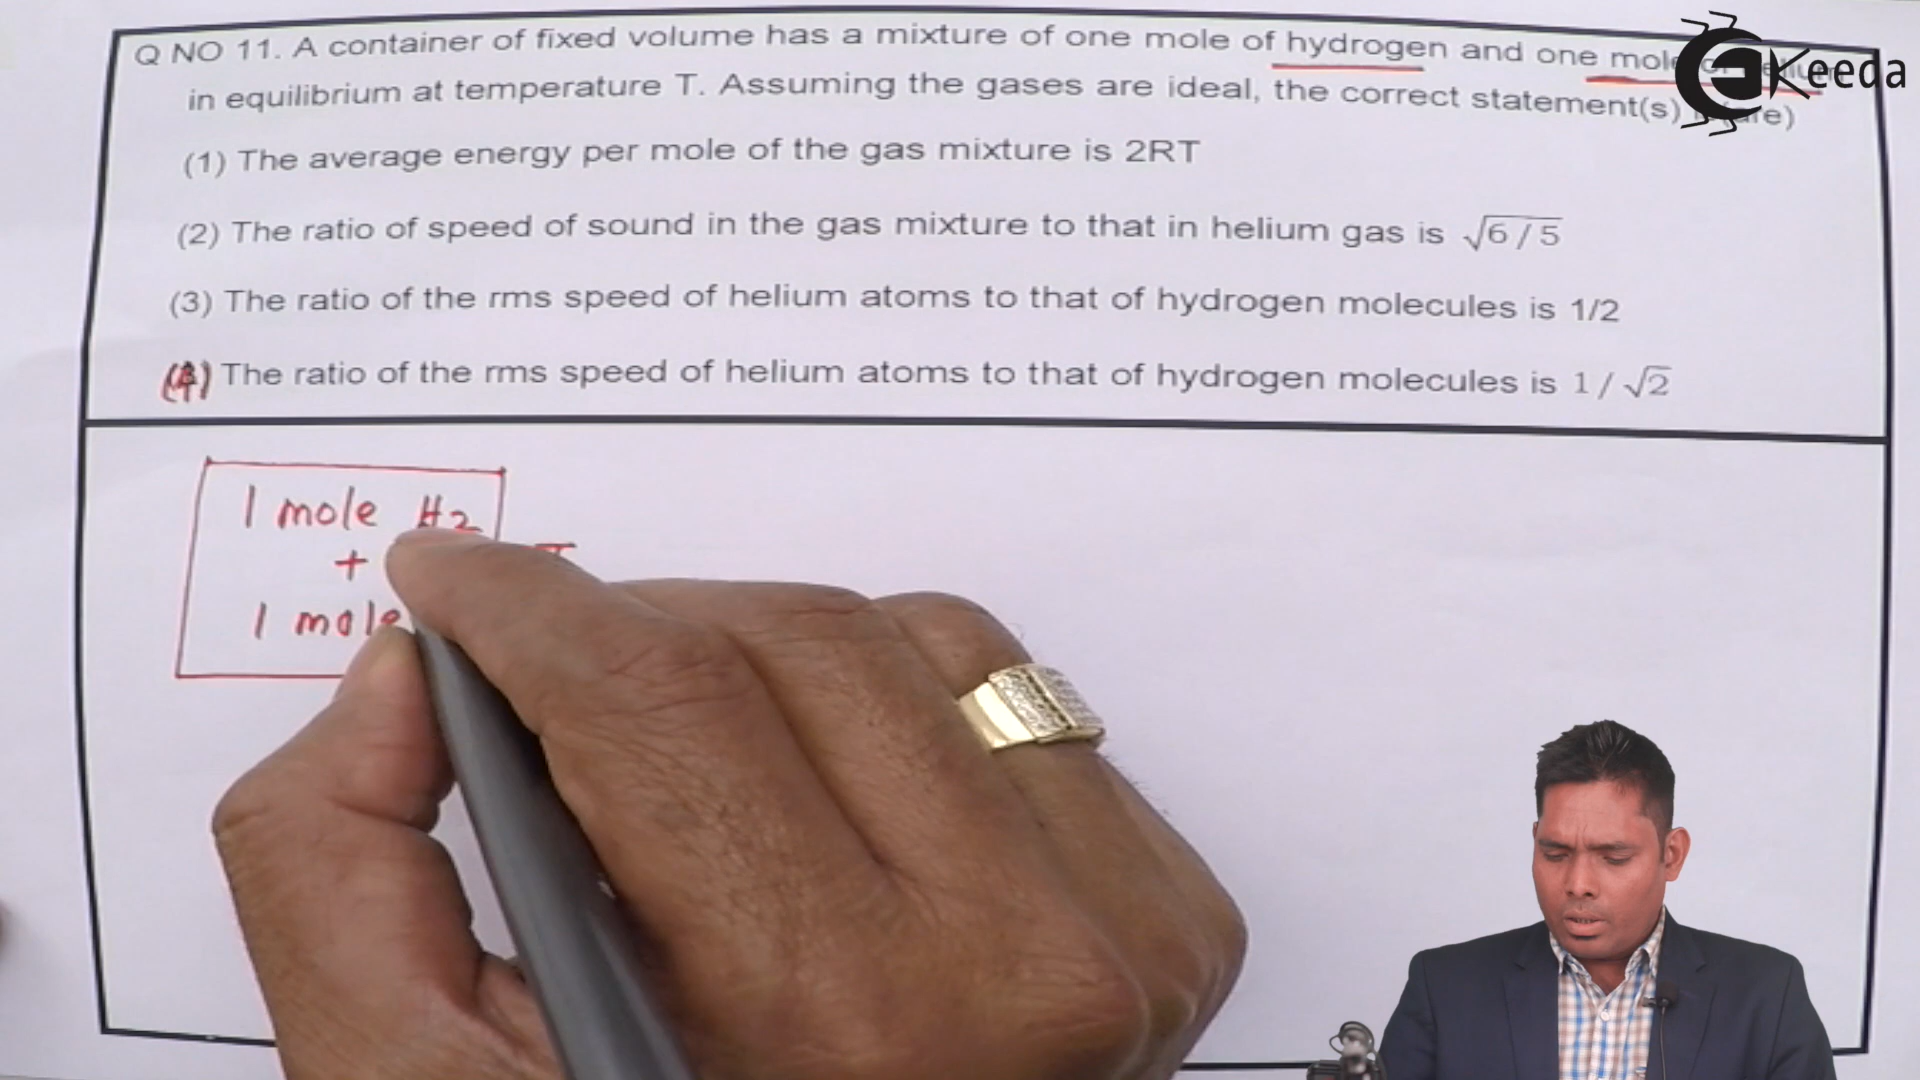 Q NO 11. A container of fixed volume has a mixture of one mole of hydrogen and one mole
Keeda
in equilibrium at temperature T. Assuming the gases are ideal, the correct statement(s)
(1) The average energy per mole of the gas mixture is 2RT
(2) The ratio of speed of sound in the gas mixture to that in helium gas is √6/5
(3) The ratio of the rms speed of helium atoms to that of hydrogen molecules is 1/2
(4) The ratio of the rms speed of helium atoms to that of hydrogen molecules is 1/√2
1 mole H2
+
1 mole